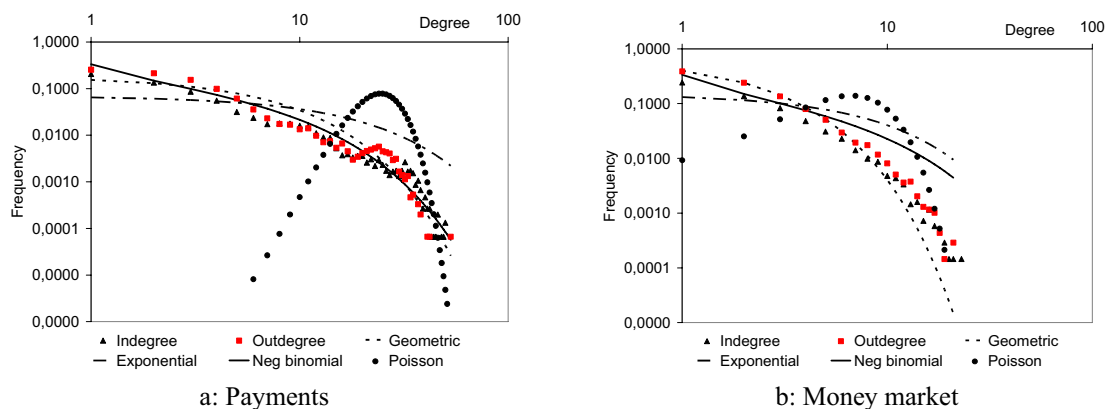 1 10 100
Degree
1,0000
0,1000
0,0100
0,0010
0,0001
0,0000
0,0000
Frequency
Indegree Outdegree Geometric
Exponential Neg binomial Poisson
a: Payments
1 10 100
Degree
1,0000
0,1000
0,0100
0,0010
0,0001
0,0000
Frequency
Indegree Outdegree Geometric
Exponential Neg binomial Poisson
b: Money market